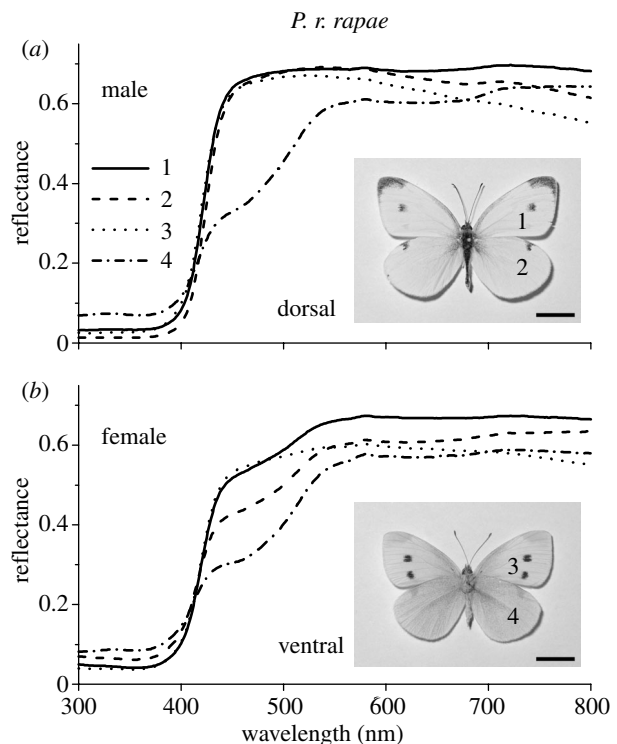 P. r. rapae
(a)
male
1
2
3
4
0.6
0.4
0.2
0
reflectance
dorsal
1
2
(b)
female
0.6
0.4
0.2
0
reflectance
ventral
3
4
300 400 500 600 700 800
wavelength (nm)